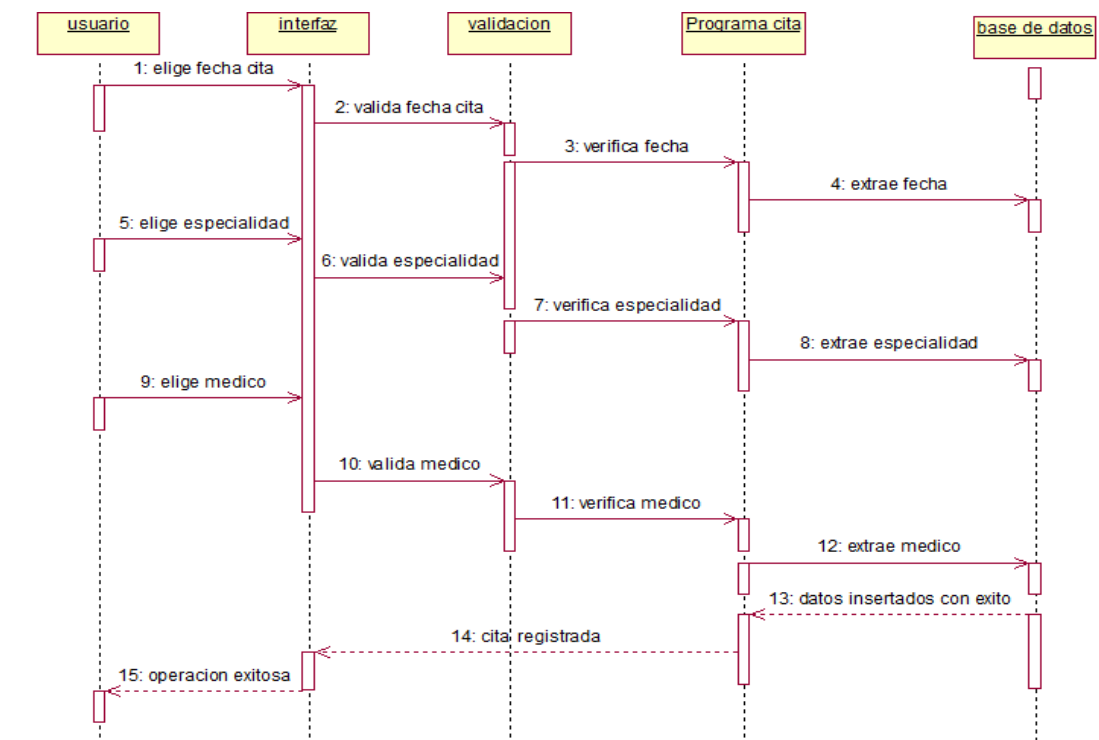 usuario
interfaz
validacion
Programa cita
base de datos
1: elige fecha cita
2: valida fecha cita
3: verifica fecha
4: extrae fecha
5: elige especialidad
6: valida especialidad
7: verifica especialidad
8: extrae especialidad
9: elige medico
10: valida medico
11: verifica medico
12: extrae medico
13: datos insertados con exito
14: cita registrada
15: operacion exitosa